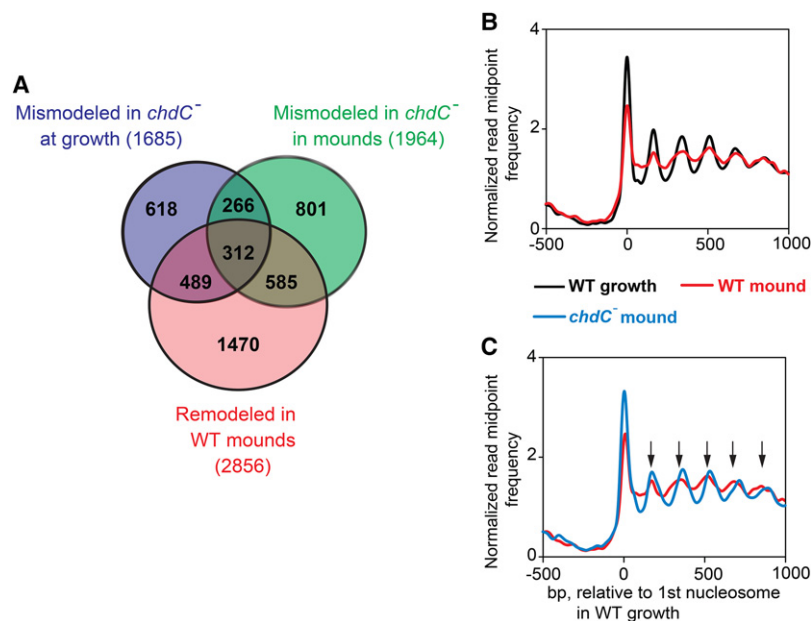 A
Mismodeled in chdC-
at growth (1685)
Mismodeled in chdC-
in mounds (1964)
618
266
801
312
489
585
1470
Remodeled in
WT mounds
(2856)
B
Normalized read midpoint
frequency
4
2
0
-500
0
500
1000
WT growth
WT mound
chdC- mound
C
Normalized read midpoint
frequency
4
2
0
-500
0
500
1000
bp, relative to 1st nucleosome
in WT growth